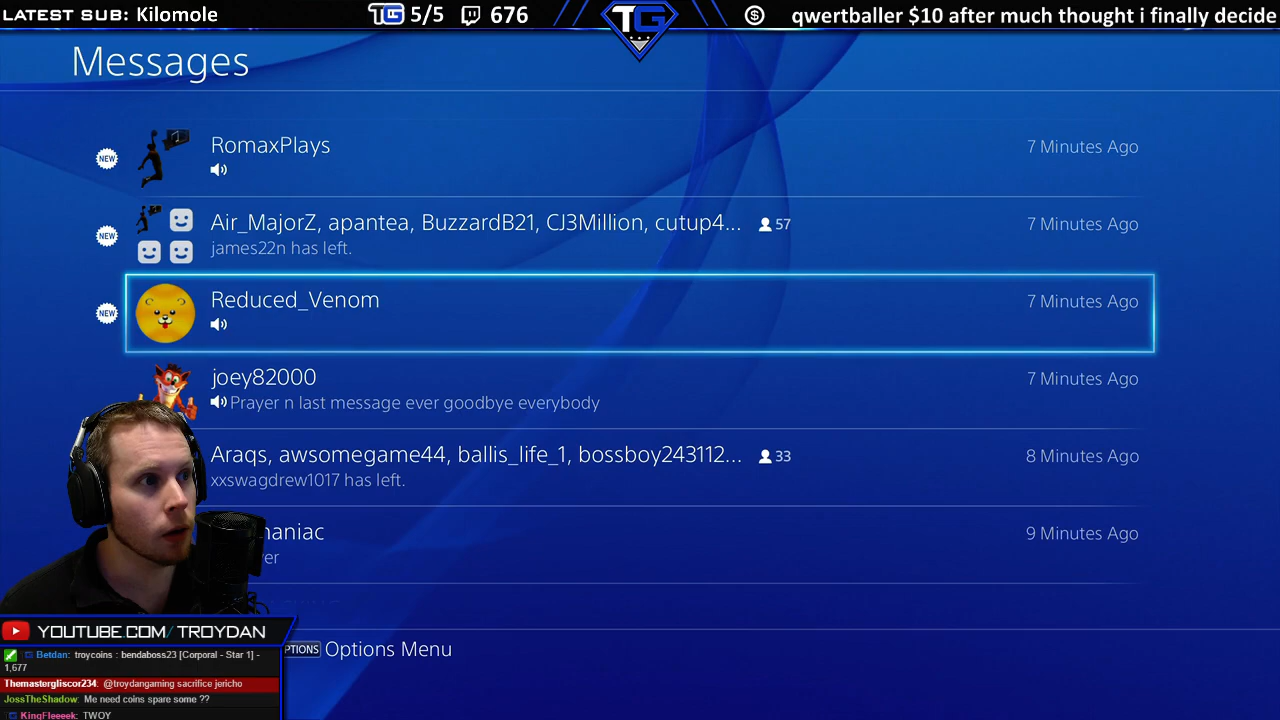 LATEST SUB: Kilomole
TG 5/5 676
TG
qwertballer $10 after much thought i finally decide
Messages
NEW
RomaxPlays
7 Minutes Ago
NEW
Air_MajorZ, apantea, BuzzardB21, CJ3Million, cutup4... 57
7 Minutes Ago
james22n has left.
NEW
Reduced_Venom
7 Minutes Ago
joey82000
7 Minutes Ago
Prayer n last message ever goodbye everybody
Araqs, awsomegame44, ballis_life_1, bossboy243112... 33
8 Minutes Ago
xxswagdrew1017 has left.
9 Minutes Ago
YOUTUBE.COM/TROYDAN
Options Menu
Betdan: troycoins : bendaboss23 [Corporal - Star 1] -
1,677
Themastergliscor234: @troydangaming sacrifice jericho
JossTheShadow: Me need coins spare some ??
KingFleeeek: TWOY